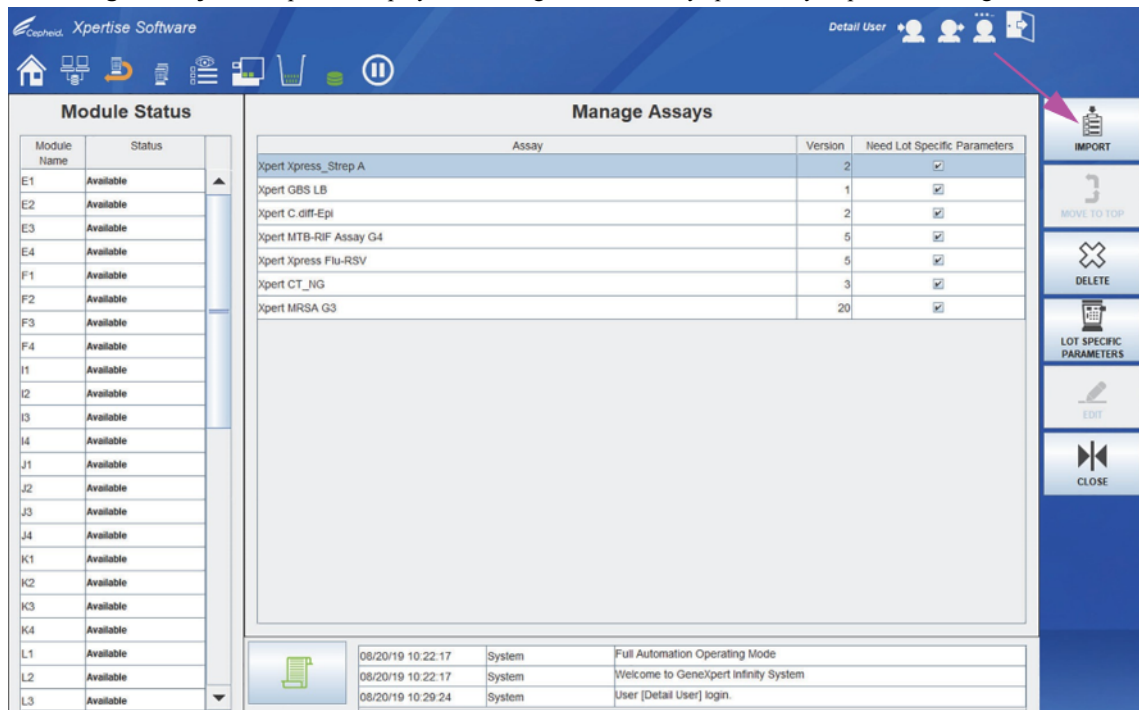 Cepheid. Xpertise Software
Detail User
Module Status
Module Name Status
E1 Available
E2 Available
E3 Available
E4 Available
F1 Available
F2 Available
F3 Available
F4 Available
I1 Available
I2 Available
I3 Available
I4 Available
J1 Available
J2 Available
J3 Available
J4 Available
K1 Available
K2 Available
K3 Available
K4 Available
L1 Available
L2 Available
L3 Available
Manage Assays
Assay Version Need Lot Specific Parameters
Xpert Xpress_Strep A 2
Xpert GBS LB 1
Xpert C.diff-Epi 2
Xpert MTB-RIF Assay G4 5
Xpert Xpress Flu-RSV 5
Xpert CT_NG 3
Xpert MRSA G3 20
08/20/19 10:22:17 System Full Automation Operating Mode
08/20/19 10:22:17 System Welcome to GeneXpert Infinity System
08/20/19 10:29:24 System User [Detail User] login.
IMPORT
MOVE TO TOP
DELETE
LOT SPECIFIC
PARAMETERS
EDIT
CLOSE